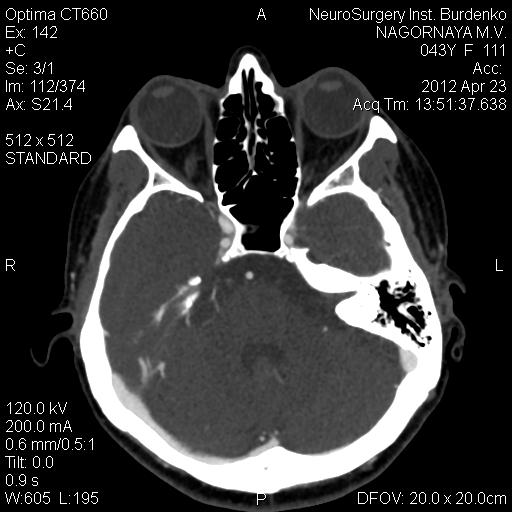 Optima CT660
Ex: 142
+C
Se: 3/1
Im: 112/374
Ax: S21.4
512 x 512
STANDARD
A
NeuroSurgery Inst. Burdenko
NAGORNAYA M.V.
043Y F 111
Acc:
2012 Apr 23
Acq Tm: 13:51:37.638
R
L
120.0 kV
200.0 mA
0.6 mm/0.5:1
Tilt: 0.0
0.9 s
W:605 L:195
P
DFOV: 20.0 x 20.0cm